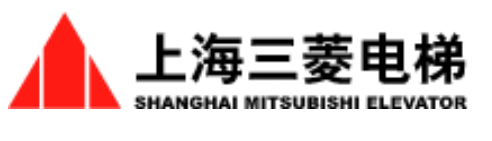 上海三菱电梯
SHANGHAI MITSUBISHI ELEVATOR